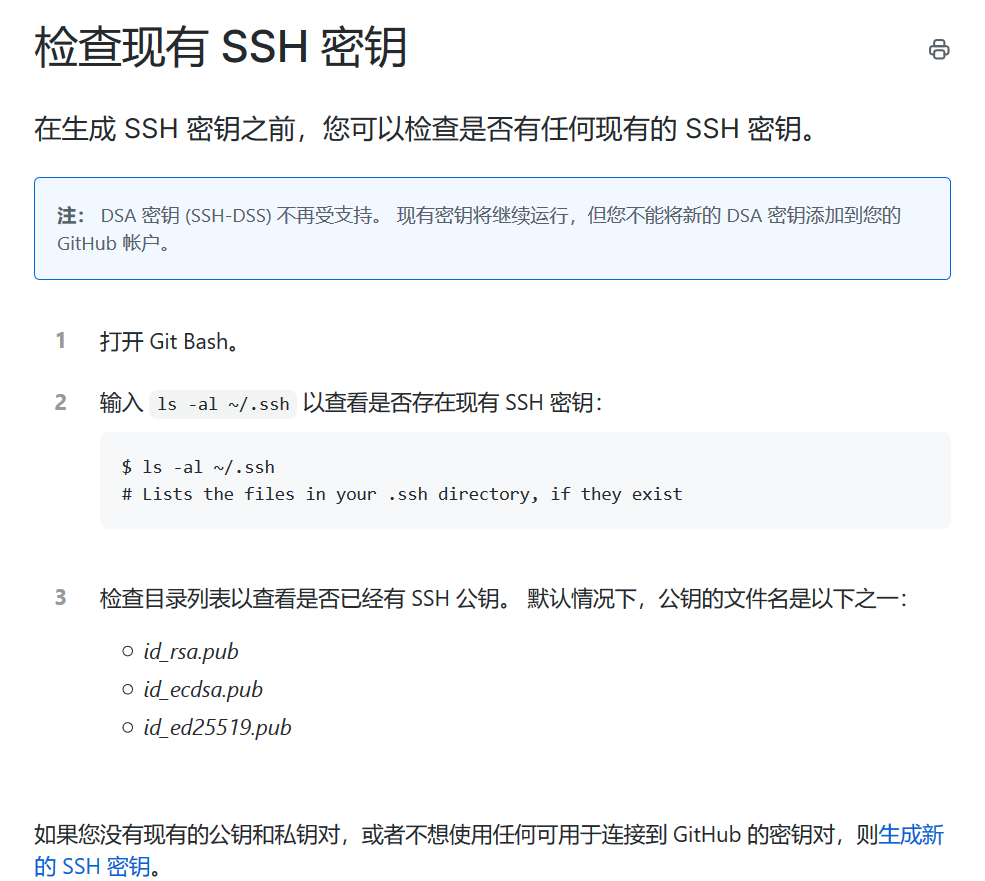 检查现有 SSH 密钥
在生成 SSH 密钥之前，您可以检查是否有任何现有的 SSH 密钥。
注： DSA 密钥 (SSH-DSS) 不再受支持。 现有密钥将继续运行，但您不能将新的 DSA 密钥添加到您的
GitHub 帐户。
1 打开 Git Bash。
2 输入 ls -al ~/.ssh 以查看是否存在现有 SSH 密钥：
$ ls -al ~/.ssh
# Lists the files in your .ssh directory, if they exist
3 检查目录列表以查看是否已经有 SSH 公钥。 默认情况下，公钥的文件名是以下之一：
id_rsa.pub
id_ecdsa.pub
id_ed25519.pub
如果您没有现有的公钥和私钥对，或者不想使用任何可用于连接到 GitHub 的密钥对，则生成新
的 SSH 密钥。